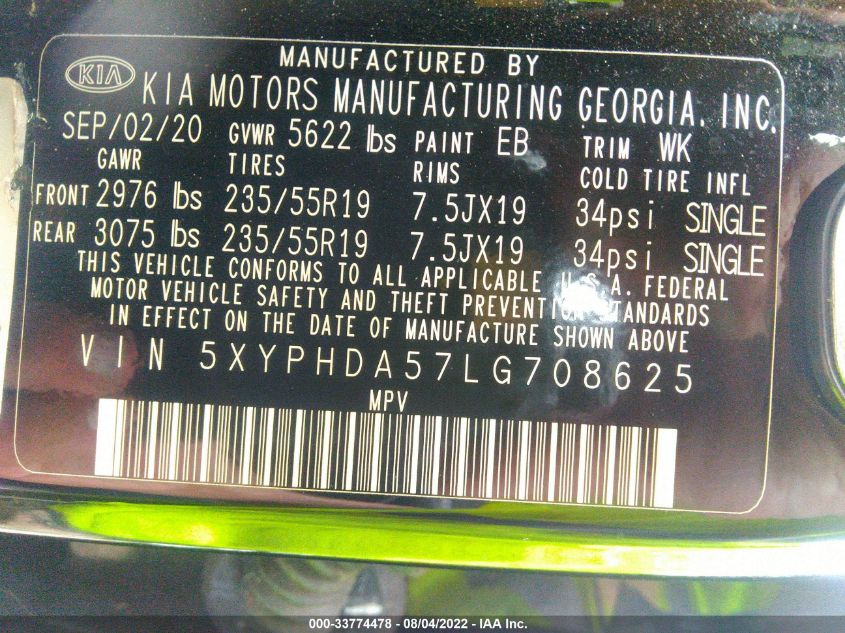 MANUFACTURED BY
KIA KIA MOTORS MANUFACTURING GEORGIA, INC.
SEP/02/20 GVWR 5622 lbs PAINT EB TRIM WK
GAWR TIRES RIMS COLD TIRE INFL
FRONT 2976 lbs 235/55R19 7.5JX19 34psi SINGLE
REAR 3075 lbs 235/55R19 7.5JX19 34psi SINGLE
THIS VEHICLE CONFORMS TO ALL APPLICABLE U.S.A. FEDERAL
MOTOR VEHICLE SAFETY AND THEFT PREVENTION STANDARDS
IN EFFECT ON THE DATE OF MANUFACTURE SHOWN ABOVE
VIN 5XYPHDA57LG708625
MPV
000-33774478 - 08/04/2022 - IAA Inc.